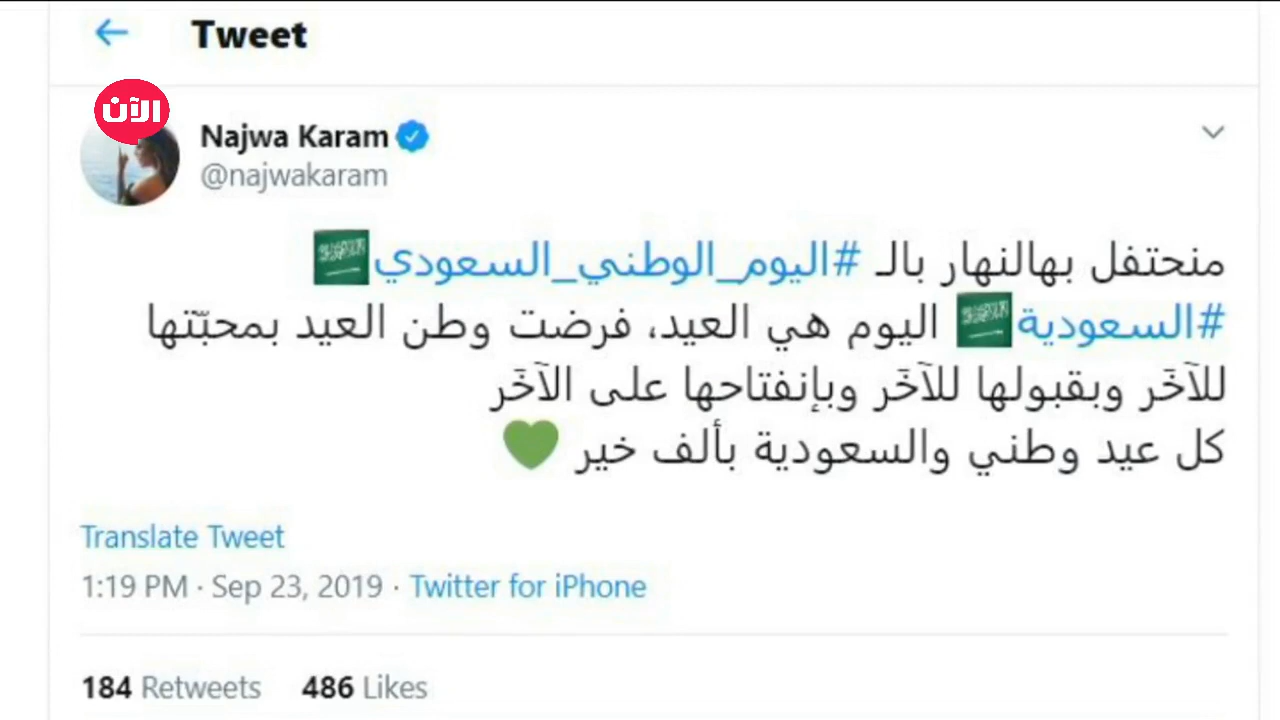 Tweet
الآن
Najwa Karam
@najwakaram
منحتفل بهالنهار بالـ #اليوم_الوطني_السعودي🇸🇦
#السعودية🇸🇦 اليوم هي العيد، فرضت وطن العيد بمحبّتها
للآخَر وبقبولها للآخَر وبإنفتاحها على الآخَر
كل عيد وطني والسعودية بألف خير 💚
Translate Tweet
1:19 PM · Sep 23, 2019 · Twitter for iPhone
184 Retweets 486 Likes